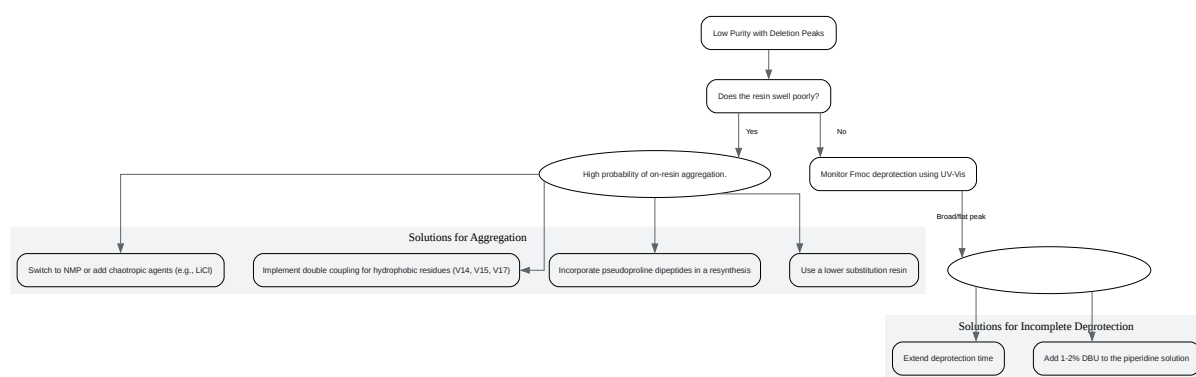 Low Purity with Deletion Peaks
Does the resin swell poorly?
Yes
No
High probability of on-resin aggregation.
Monitor Fmoc deprotection using UV-Vis
Broad/flat peak
Solutions for Aggregation
Switch to NMP or add chaotropic agents (e.g., LiCl)
Implement double coupling for hydrophobic residues (V14, V15, V17)
Incorporate pseudoproline dipeptides in a resynthesis
Use a lower substitution resin
Solutions for Incomplete Deprotection
Extend deprotection time
Add 1-2% DBU to the piperidine solution